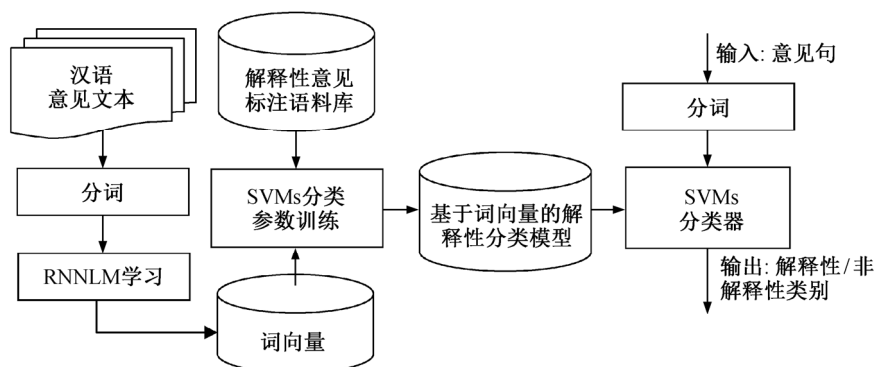 汉语
意见文本
分词
RNNLM学习
解释性意见
标注语料库
SVMs分类
参数训练
词向量
基于词向量的解
释性分类模型
输入: 意见句
分词
SVMs
分类器
输出: 解释性/非
解释性类别